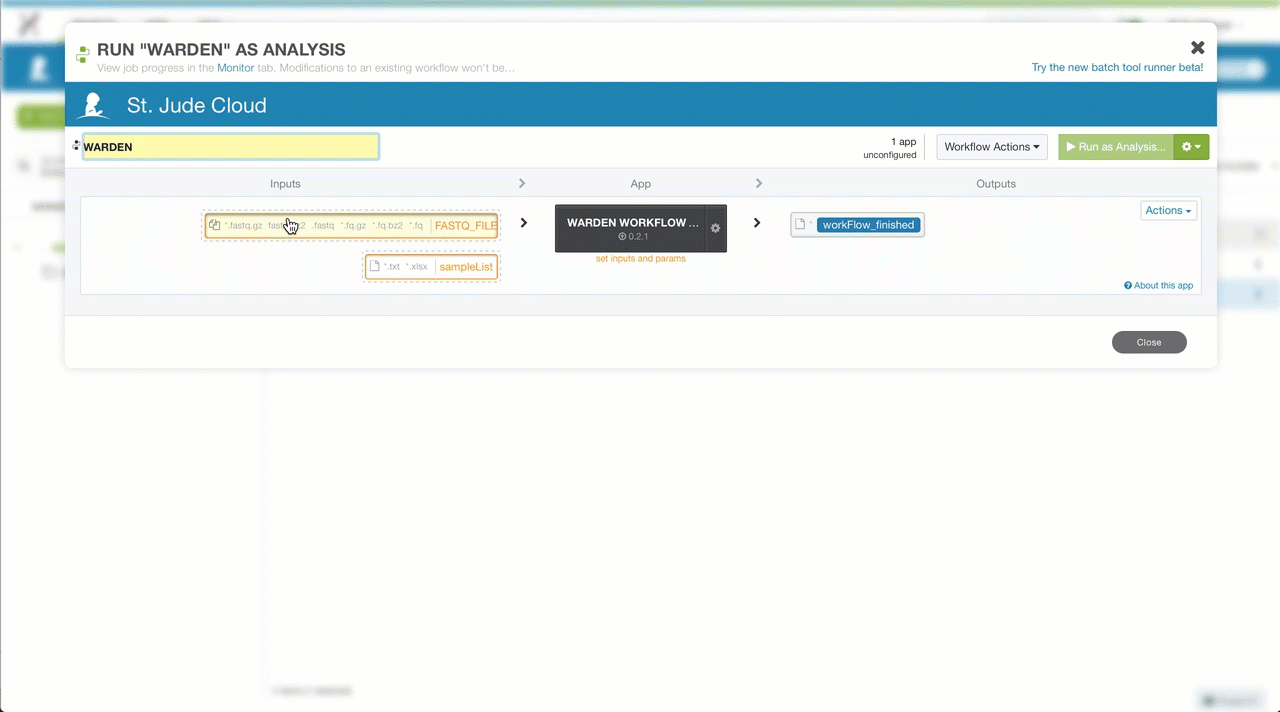 RUN "WARDEN" AS ANALYSIS
View job progress in the Monitor tab. Modifications to an existing workflow won't be…
Try the new batch tool runner beta!
St. Jude Cloud
WARDEN
1 app
unconfigured
Workflow Actions
Run as Analysis...
Inputs
App
Outputs
*.fastq.gz .fastq *.fq.gz *.fq.bz2 *.fq FASTQ_FILE
WARDEN WORKFLOW ...
0.2.1
set inputs and params
* workFlow_finished
Actions
*.txt *.xlsx sampleList
About this app
Close